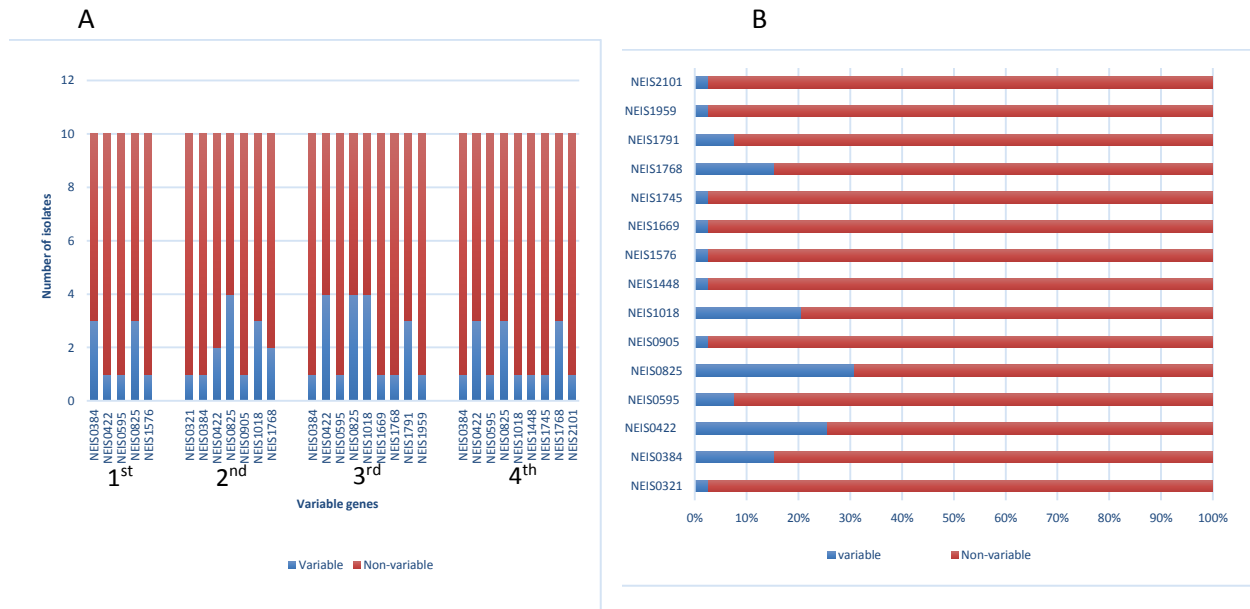 A
12
10
8
6
4
2
0
Number of isolates
NEIS0384
NEIS0422
NEIS0595
NEIS0825
NEIS1576
NEIS0321
NEIS0384
NEIS0422
NEIS0825
NEIS0905
NEIS1018
NEIS1768
NEIS0384
NEIS0422
NEIS0595
NEIS0825
NEIS1018
NEIS1669
NEIS1768
NEIS1791
NEIS1959
NEIS0384
NEIS0422
NEIS0595
NEIS0825
NEIS1018
NEIS1448
NEIS1745
NEIS1768
NEIS2101
1st 2nd 3rd 4th
Variable genes
Variable Non-variable
B
NEIS2101
NEIS1959
NEIS1791
NEIS1768
NEIS1745
NEIS1669
NEIS1576
NEIS1448
NEIS1018
NEIS0905
NEIS0825
NEIS0595
NEIS0422
NEIS0384
NEIS0321
0% 10% 20% 30% 40% 50% 60% 70% 80% 90% 100%
variable Non-variable